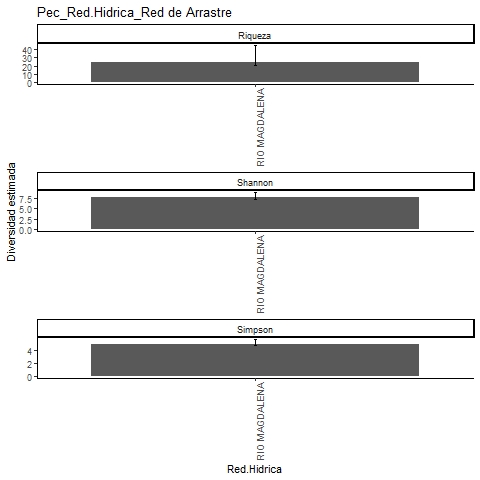 Pec_Red.Hidrica_Red de Arrastre
Riqueza
40
30
20
10
0
RIO MAGDALENA
Diversidad estimada
Shannon
7.5
5.0
2.5
0.0
RIO MAGDALENA
Simpson
4
2
0
RIO MAGDALENA
Red.Hidrica